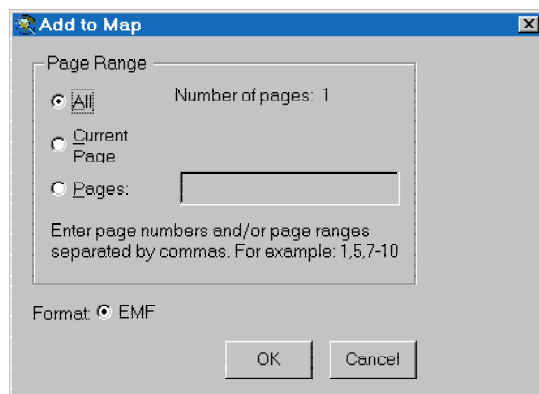 Add to Map
Page Range
All
Number of pages: 1
Current
Page
Pages:
Enter page numbers and/or page ranges
separated by commas. For example: 1,5,7-10
Format: EMF
OK
Cancel